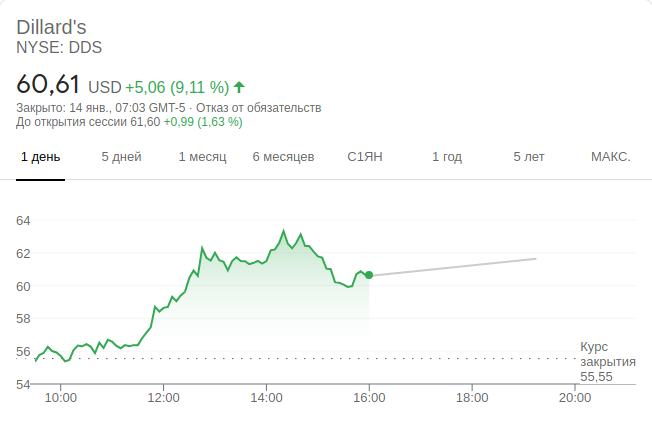 Dillard's
NYSE: DDS
60,61 USD +5,06 (9,11 %)
Закрыто: 14 янв., 07:03 GMT-5 · Отказ от обязательств
До открытия сессии 61,60 +0,99 (1,63 %)
1 день 5 дней 1 месяц 6 месяцев С1ЯН 1 год 5 лет МАКС.
64
62
60
58
56
54
Курс
закрытия
55,55
10:00 12:00 14:00 16:00 18:00 20:00